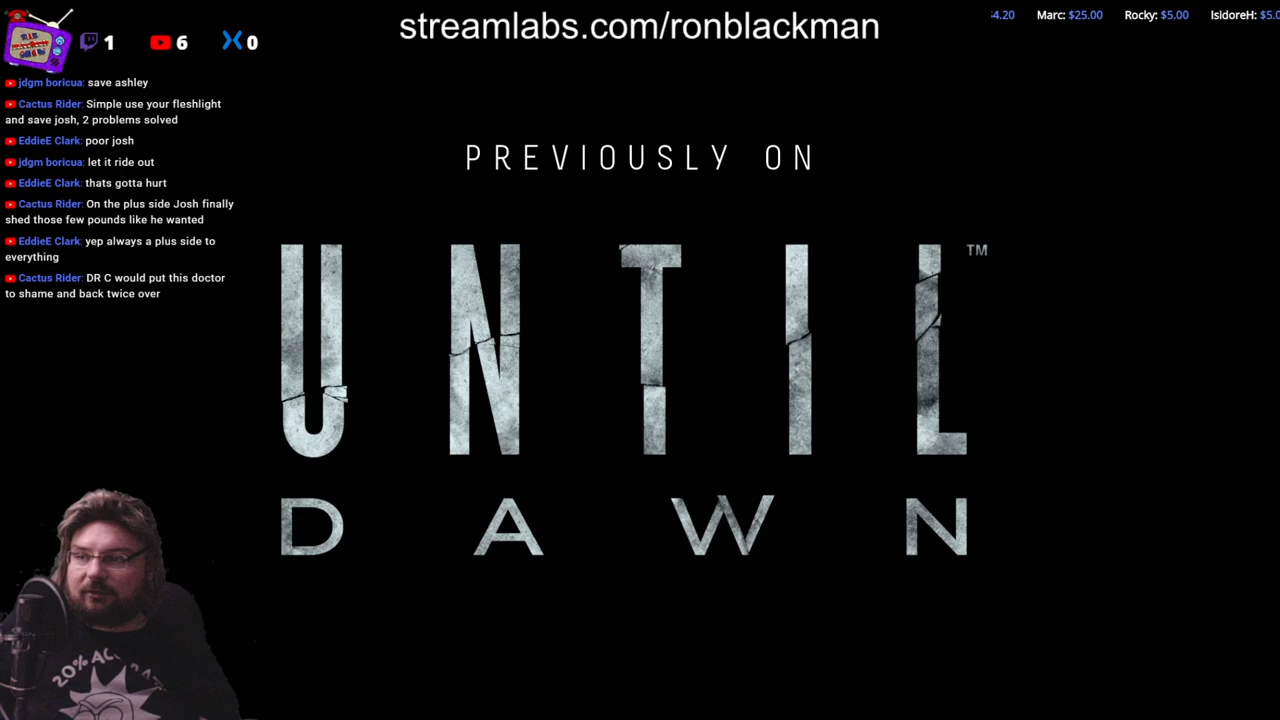 streamlabs.com/ronblackman
4.20 Marc: $25.00 Rocky: $5.00 IsidoreH: $5.0
1 6 0
jdgm boricua: save ashley
Cactus Rider: Simple use your fleshlight
and save josh, 2 problems solved
EddieE Clark: poor josh
jdgm boricua: let it ride out
EddieE Clark: thats gotta hurt
Cactus Rider: On the plus side Josh finally
shed those few pounds like he wanted
EddieE Clark: yep always a plus side to
everything
Cactus Rider: DR C would put this doctor
to shame and back twice over
PREVIOUSLY ON
UNTIL ™
DAWN
20%